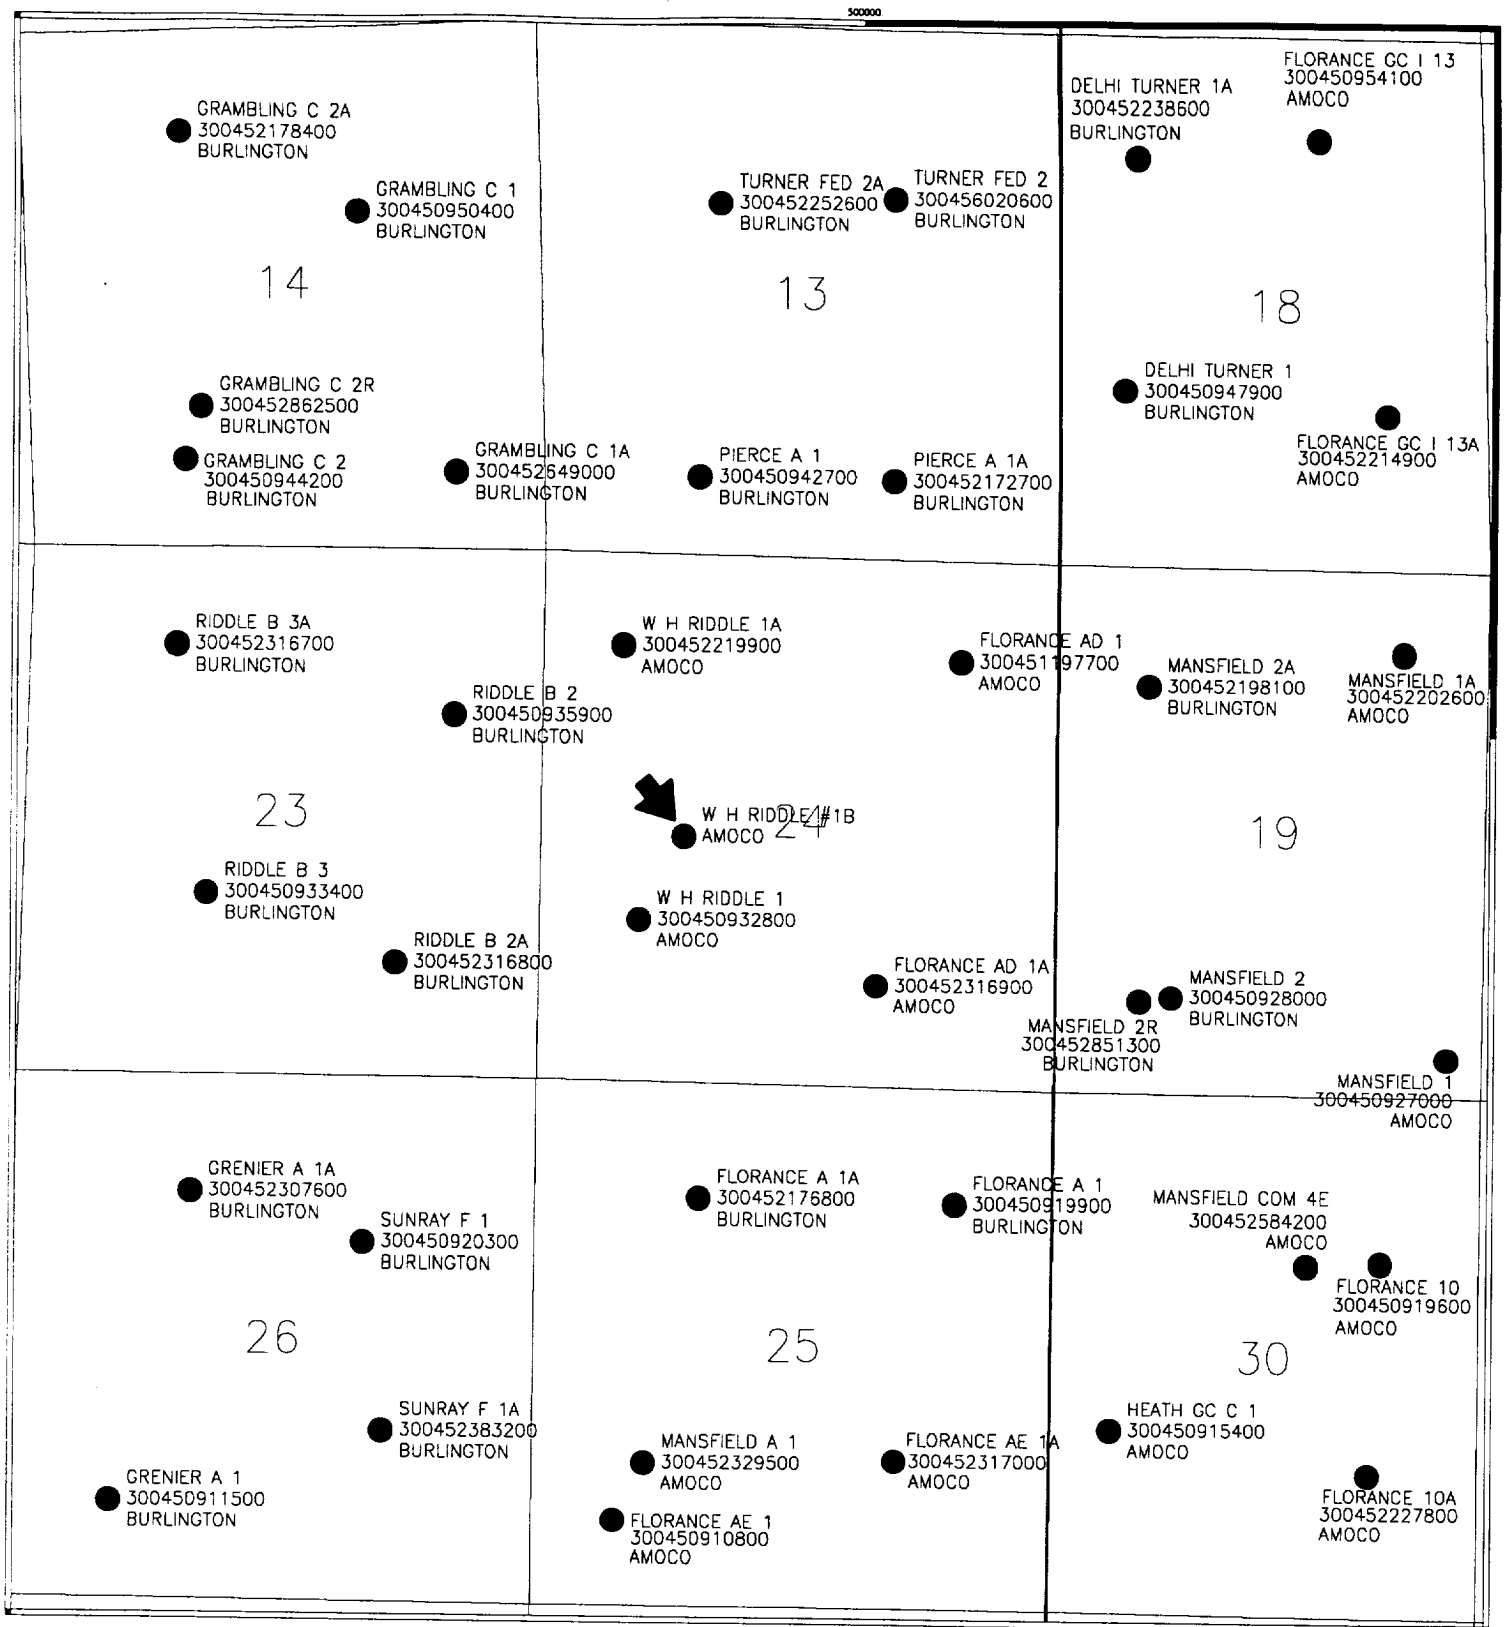 500000
GRAMBLING C 2A
300452178400
BURLINGTON
GRAMBLING C 1
300450950400
BURLINGTON
14
GRAMBLING C 2R
300452862500
BURLINGTON
GRAMBLING C 2
300450944200
BURLINGTON
GRAMBLING C 1A
300452649000
BURLINGTON
TURNER FED 2A
300452252600
BURLINGTON
TURNER FED 2
300456020600
BURLINGTON
13
PIERCE A 1
300450942700
BURLINGTON
PIERCE A 1A
300452172700
BURLINGTON
DELHI TURNER 1A
300452238600
BURLINGTON
FLORANCE GC I 13
300450954100
AMOCO
18
DELHI TURNER 1
300450947900
BURLINGTON
FLORANCE GC I 13A
300452214900
AMOCO
RIDDLE B 3A
300452316700
BURLINGTON
RIDDLE B 2
300450935900
BURLINGTON
23
RIDDLE B 3
300450933400
BURLINGTON
RIDDLE B 2A
300452316800
BURLINGTON
W H RIDDLE 1A
300452219900
AMOCO
FLORANCE AD 1
300451197700
AMOCO
W H RIDDLE #1B
AMOCO
24
W H RIDDLE 1
300450932800
AMOCO
FLORANCE AD 1A
300452316900
AMOCO
MANSFIELD 2A
300452198100
BURLINGTON
MANSFIELD 1A
300452202600
AMOCO
19
MANSFIELD 2
300450928000
BURLINGTON
MANSFIELD 2R
300452851300
BURLINGTON
MANSFIELD 1
300450927000
AMOCO
GRENIER A 1A
300452307600
BURLINGTON
SUNRAY F 1
300450920300
BURLINGTON
26
SUNRAY F 1A
300452383200
BURLINGTON
GRENIER A 1
300450911500
BURLINGTON
FLORANCE A 1A
300452176800
BURLINGTON
FLORANCE A 1
300450919900
BURLINGTON
25
MANSFIELD A 1
300452329500
AMOCO
FLORANCE AE 1A
300452317000
AMOCO
FLORANCE AE 1
300450910800
AMOCO
MANSFIELD COM 4E
300452584200
AMOCO
FLORANCE 10
300450919600
AMOCO
30
HEATH GC C 1
300450915400
AMOCO
FLORANCE 10A
300452227800
AMOCO